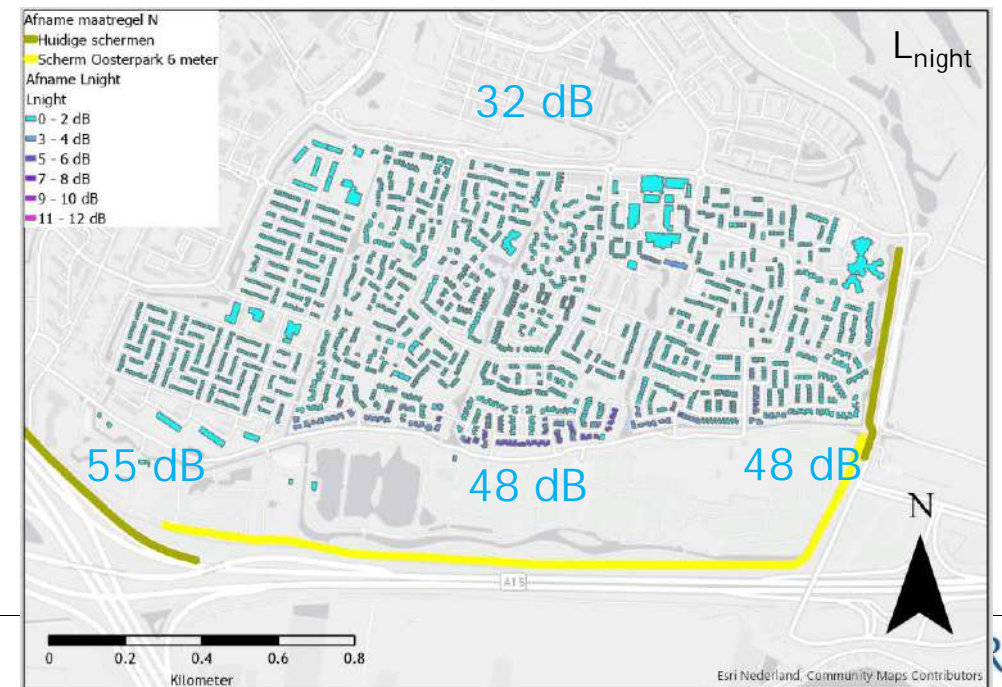 Afname maatregel N
Huidige schermen
Scherm Oosterpark 6 meter
Afname Lnight
Lnight
0 - 2 dB
3 - 4 dB
5 - 6 dB
7 - 8 dB
9 - 10 dB
11 - 12 dB
Lnight
32 dB
55 dB
48 dB
48 dB
N
A15
0 0.2 0.4 0.6 0.8
Kilometer
Esri Nederland, Community Maps Contributors
R